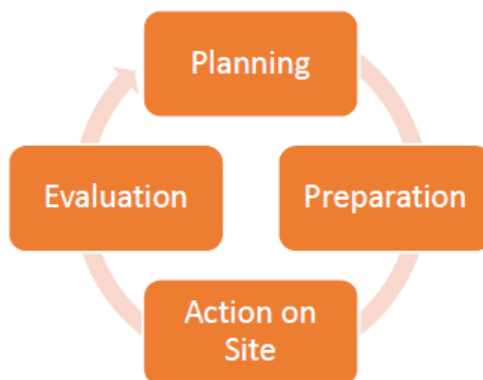 Planning
Preparation
Action on
Site
Evaluation